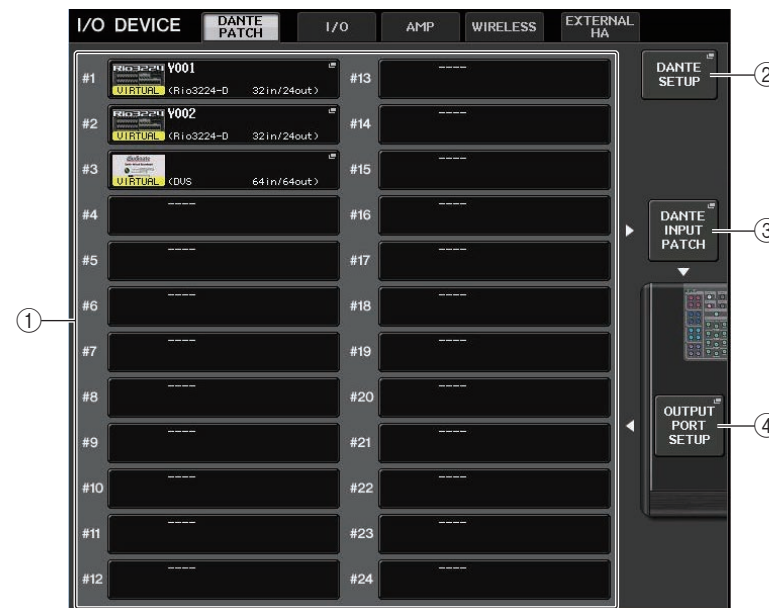 I/O DEVICE
DANTE PATCH
I/O
AMP
WIRELESS
EXTERNAL HA
#1
Rio3224
Y001
VIRTUAL
(Rio3224-D 32in/24out)
#2
Rio3224
Y002
VIRTUAL
(Rio3224-D 32in/24out)
#3
VIRTUAL
(DVS 64in/64out)
#4
----
#5
----
#6
----
#7
----
#8
----
#9
----
#10
----
#11
----
#12
----
#13
----
#14
----
#15
----
#16
----
#17
----
#18
----
#19
----
#20
----
#21
----
#22
----
#23
----
#24
----
DANTE
SETUP
DANTE
INPUT
PATCH
OUTPUT
PORT
SETUP
①
②
③
④